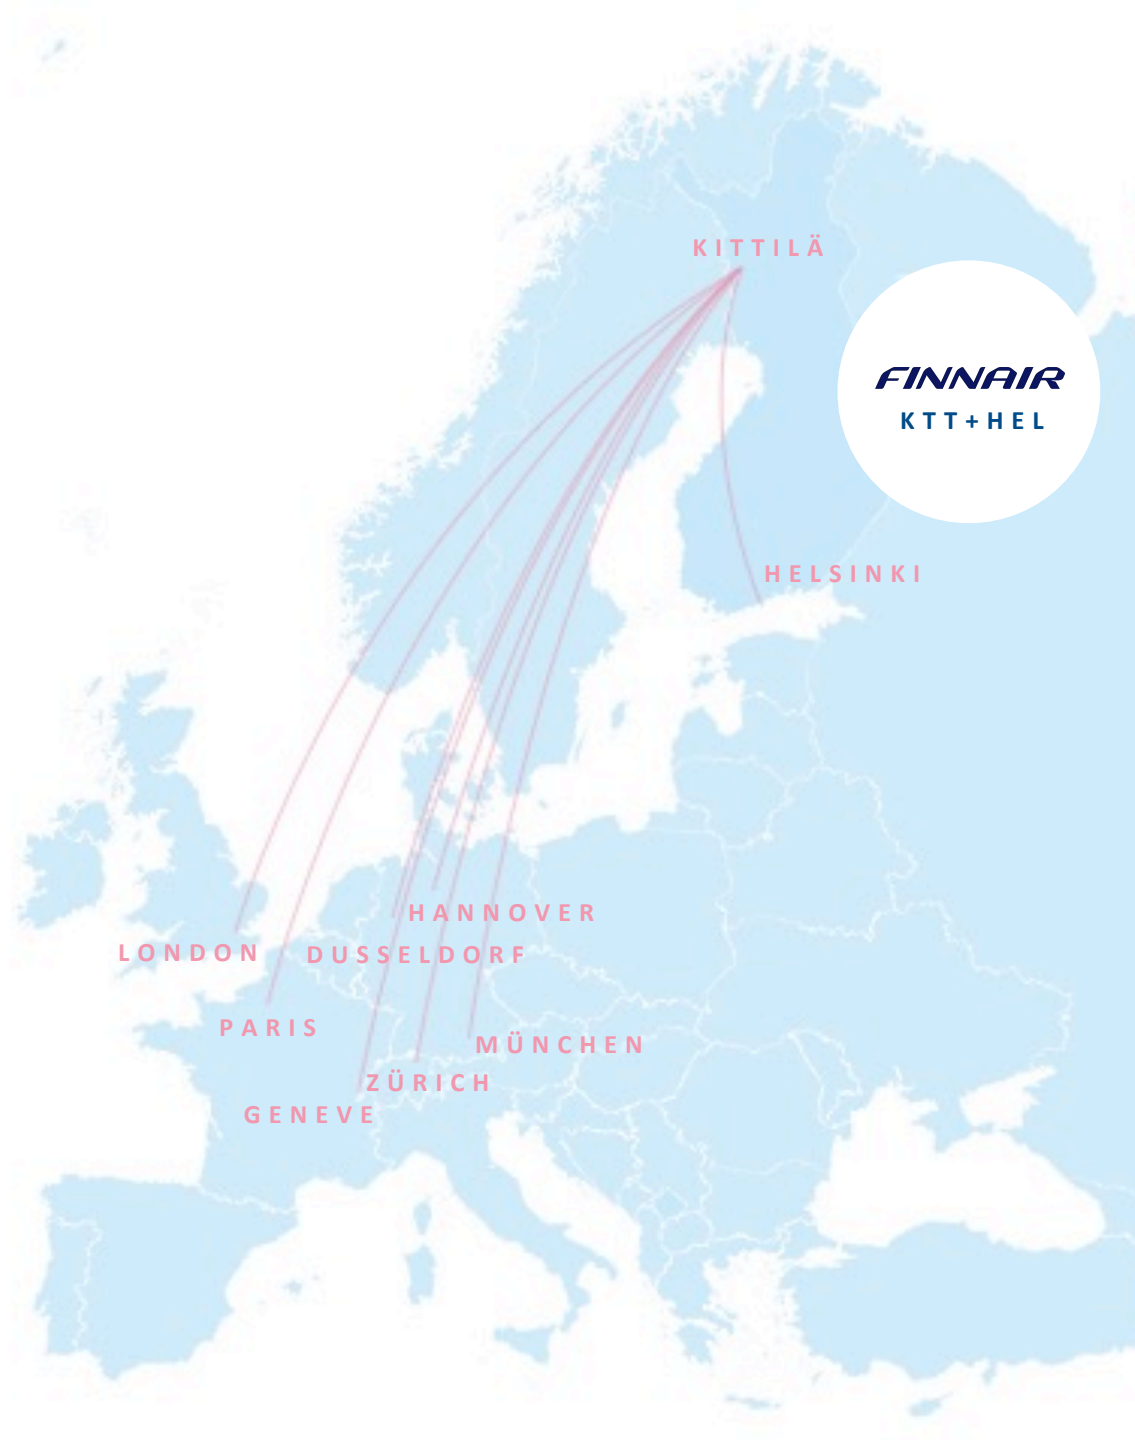 KITTILÄ
FINNAIR
KTT+HEL
HELSINKI
HANNOVER
LONDON
DUSSELDORF
PARIS
MÜNCHEN
ZÜRICH
GENEVE